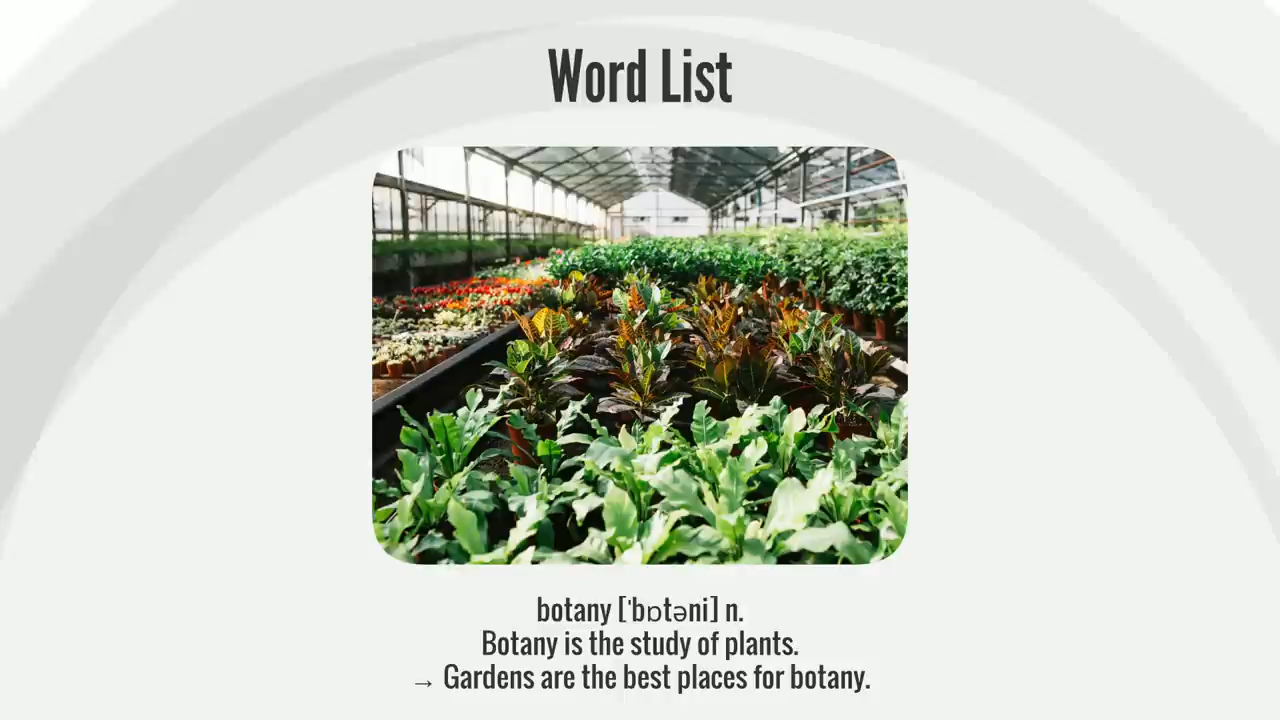 Word List
botany [ˈbɒtəni] n.
Botany is the study of plants.
→ Gardens are the best places for botany.